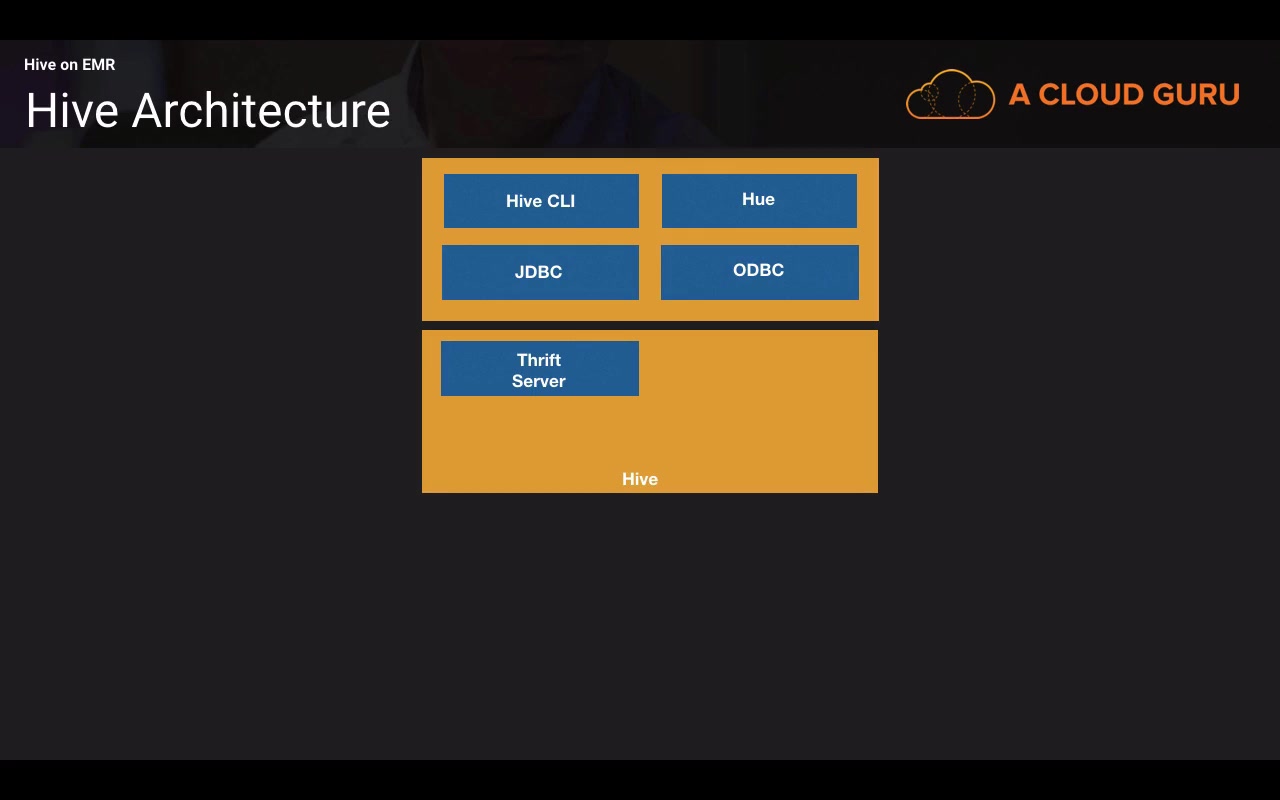 Hive on EMR
Hive Architecture
A CLOUD GURU
Hive CLI
Hue
JDBC
ODBC
Thrift
Server
Hive